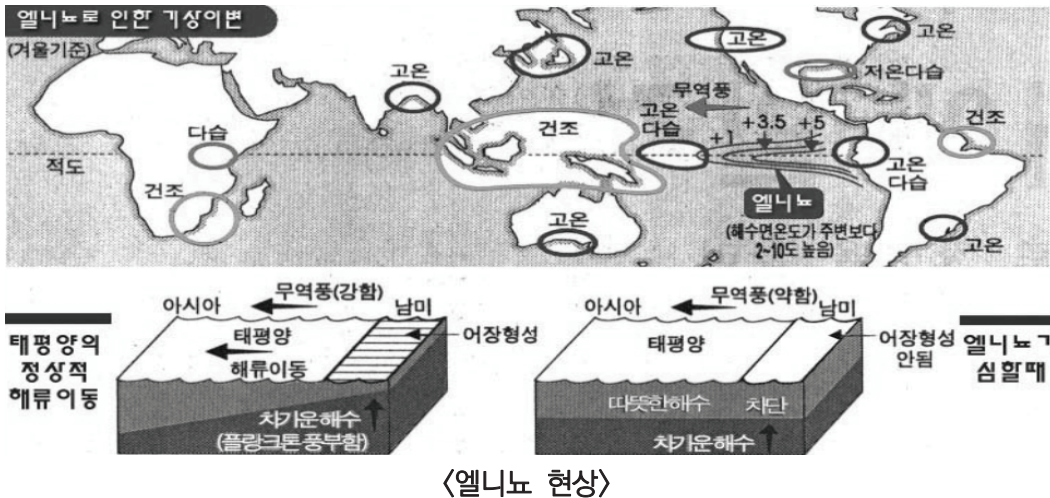 엘니뇨로 인한 기상이변
(겨울기준)
고온
고온
고온
고온
저온다습
무역풍
다습
건조
고온
다습
+1
+3.5
+5
건조
적도
고온
다습
건조
엘니뇨
(해수면온도가 주변보다
2~10도 높음)
고온
고온
태평양의
정상적
해류이동
아시아
무역풍(강함)
남미
태평양
해류이동
어장형성
차가운해수
(플랑크톤풍부함)
아시아
무역풍(약함)
남미
태평양
어장형성
안됨
따뜻한해수
차단
차가운해수
엘니뇨가
심할때
〈엘니뇨 현상〉